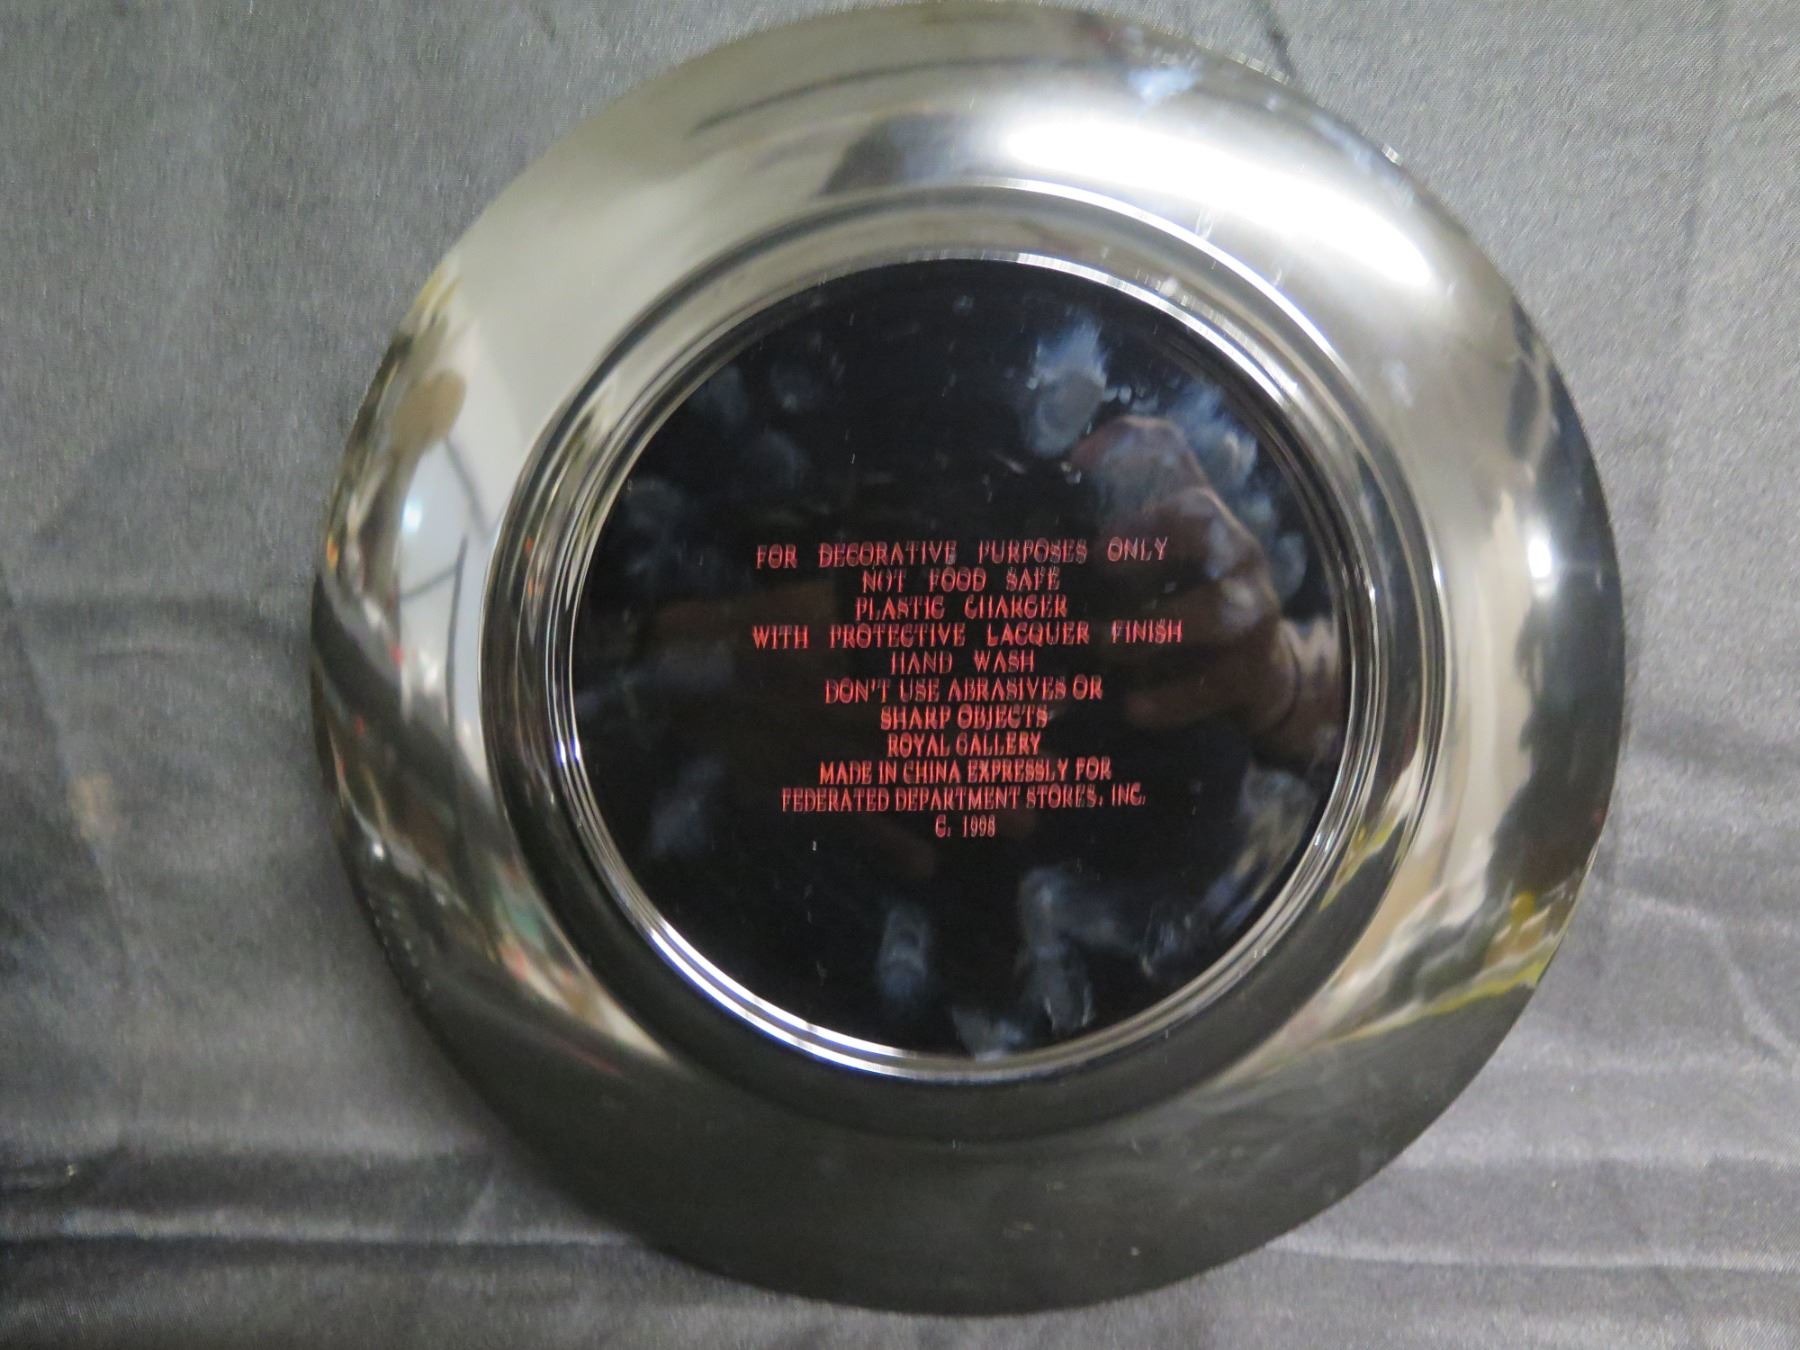 FOR DECORATIVE PURPOSES ONLY
NOT FOOD SAFE
PLASTIC CHARGER
WITH PROTECTIVE LACQUER FINISH
HAND WASH
DON'T USE ABRASIVES OR
SHARP OBJECTS
ROYAL GALLERY
MADE IN CHINA EXPRESSLY FOR
FEDERATED DEPARTMENT STORES, INC.
C. 1998